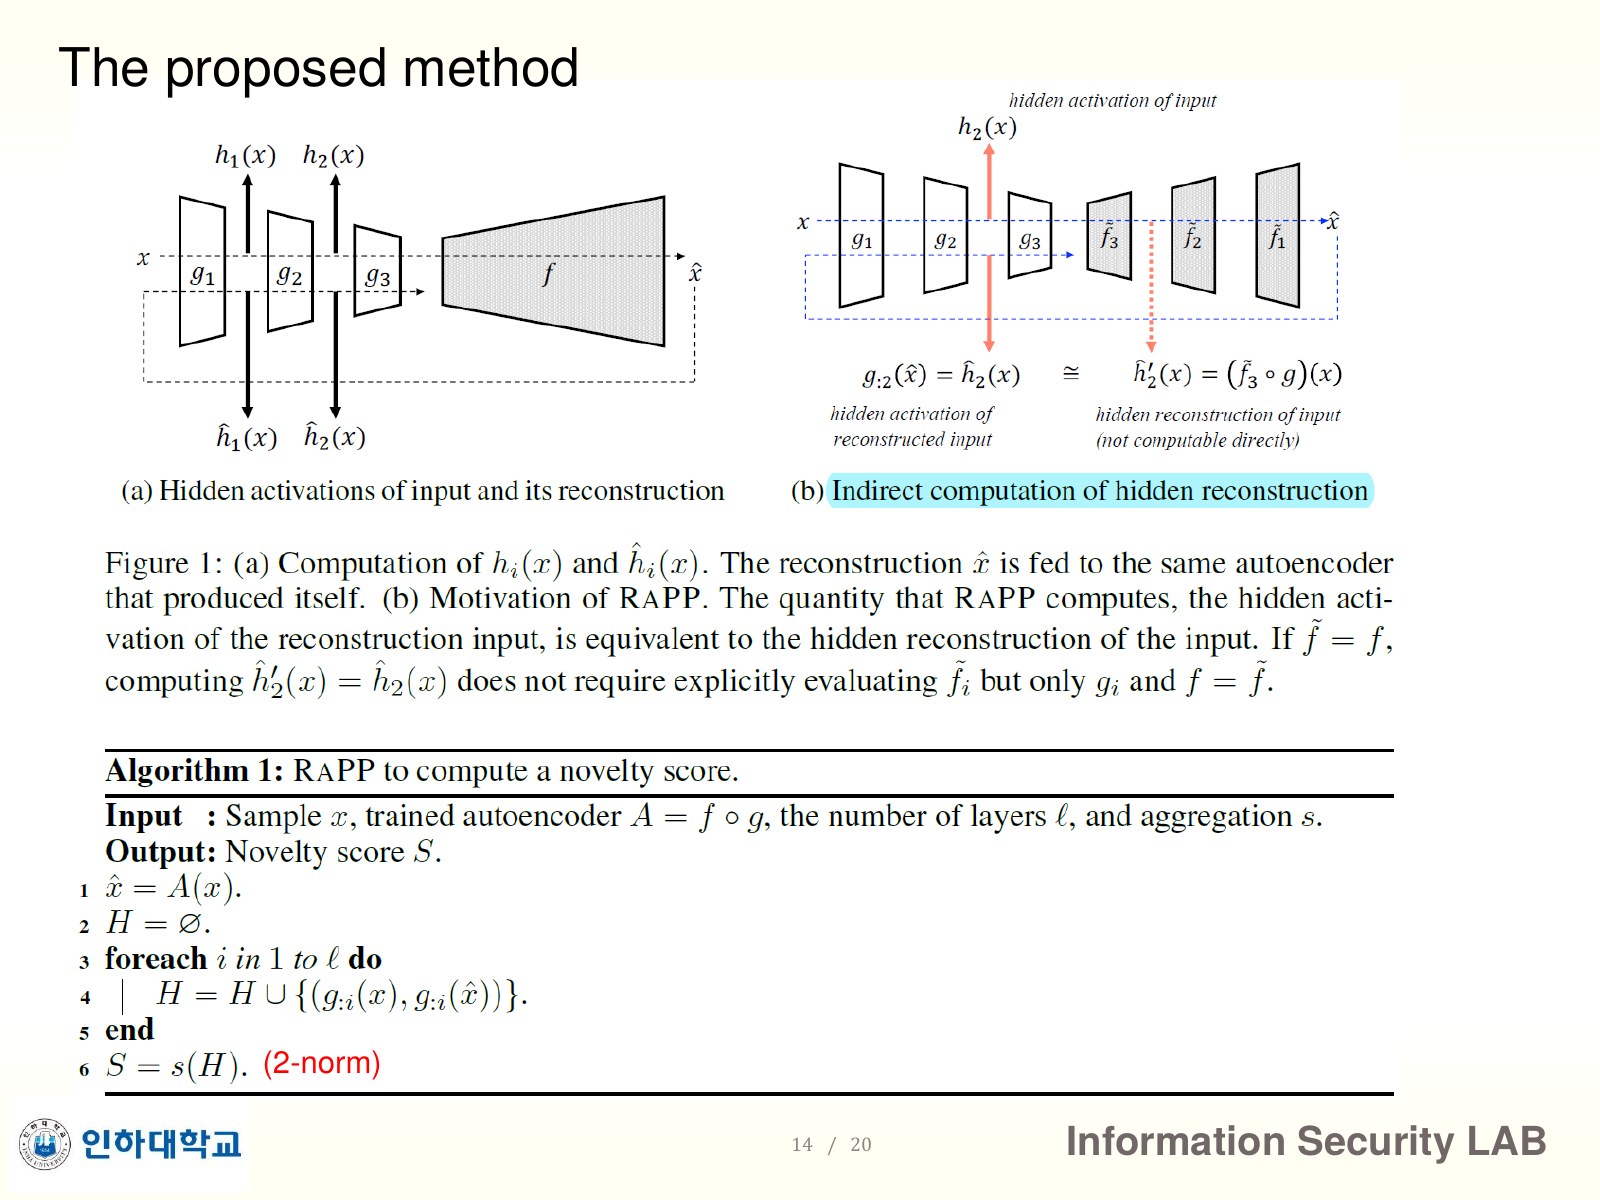 The proposed method
h₁(x) h₂(x)
x g₁ g₂ g₃ f x̂
ĥ₁(x) ĥ₂(x)
(a) Hidden activations of input and its reconstruction
hidden activation of input
h₂(x)
x g₁ g₂ g₃ f̃₃ f̃₂ f̃₁ x̂
g:₂(x̂) = ĥ₂(x) ≅ ĥ′₂(x) = (f̃₃ ∘ g)(x)
hidden activation of
reconstructed input
hidden reconstruction of input
(not computable directly)
(b) Indirect computation of hidden reconstruction
Figure 1: (a) Computation of hᵢ(x) and ĥᵢ(x). The reconstruction x̂ is fed to the same autoencoder
that produced itself. (b) Motivation of RAPP. The quantity that RAPP computes, the hidden acti-
vation of the reconstruction input, is equivalent to the hidden reconstruction of the input. If f̃ = f,
computing ĥ′₂(x) = ĥ₂(x) does not require explicitly evaluating f̃ᵢ but only gᵢ and f = f̃.
Algorithm 1: RAPP to compute a novelty score.
Input : Sample x, trained autoencoder A = f ∘ g, the number of layers ℓ, and aggregation s.
Output: Novelty score S.
1 x̂ = A(x).
2 H = ∅.
3 foreach i in 1 to ℓ do
4 H = H ∪ {(g:ᵢ(x), g:ᵢ(x̂))}.
5 end
6 S = s(H). (2-norm)
인하대학교
14 / 20
Information Security LAB